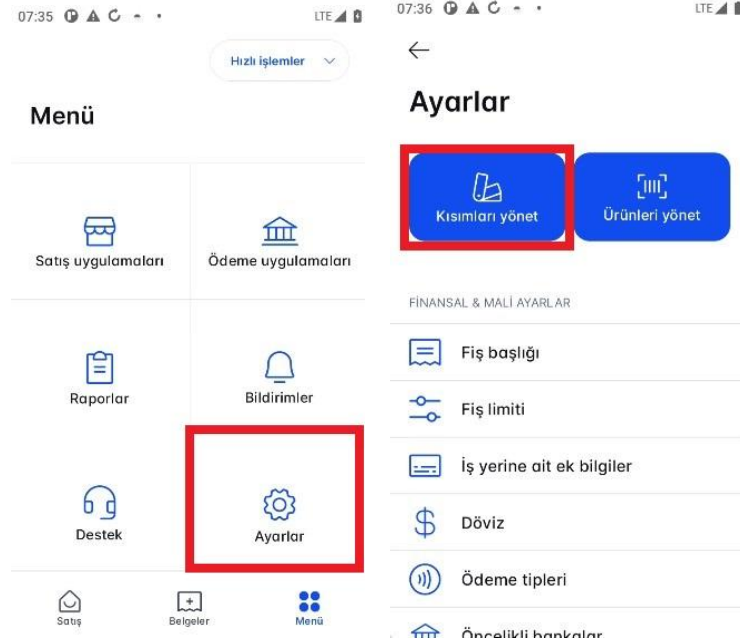 07:35
LTE
Hızlı işlemler
Menü
Satış uygulamaları
Ödeme uygulamaları
Raporlar
Bildirimler
Destek
Ayarlar
Satış
Belgeler
Menü
07:36
LTE
Ayarlar
Kısımları yönet
Ürünleri yönet
FİNANSAL & MALİ AYARLAR
Fiş başlığı
Fiş limiti
İş yerine ait ek bilgiler
Döviz
Ödeme tipleri
Öncelikli bankalar